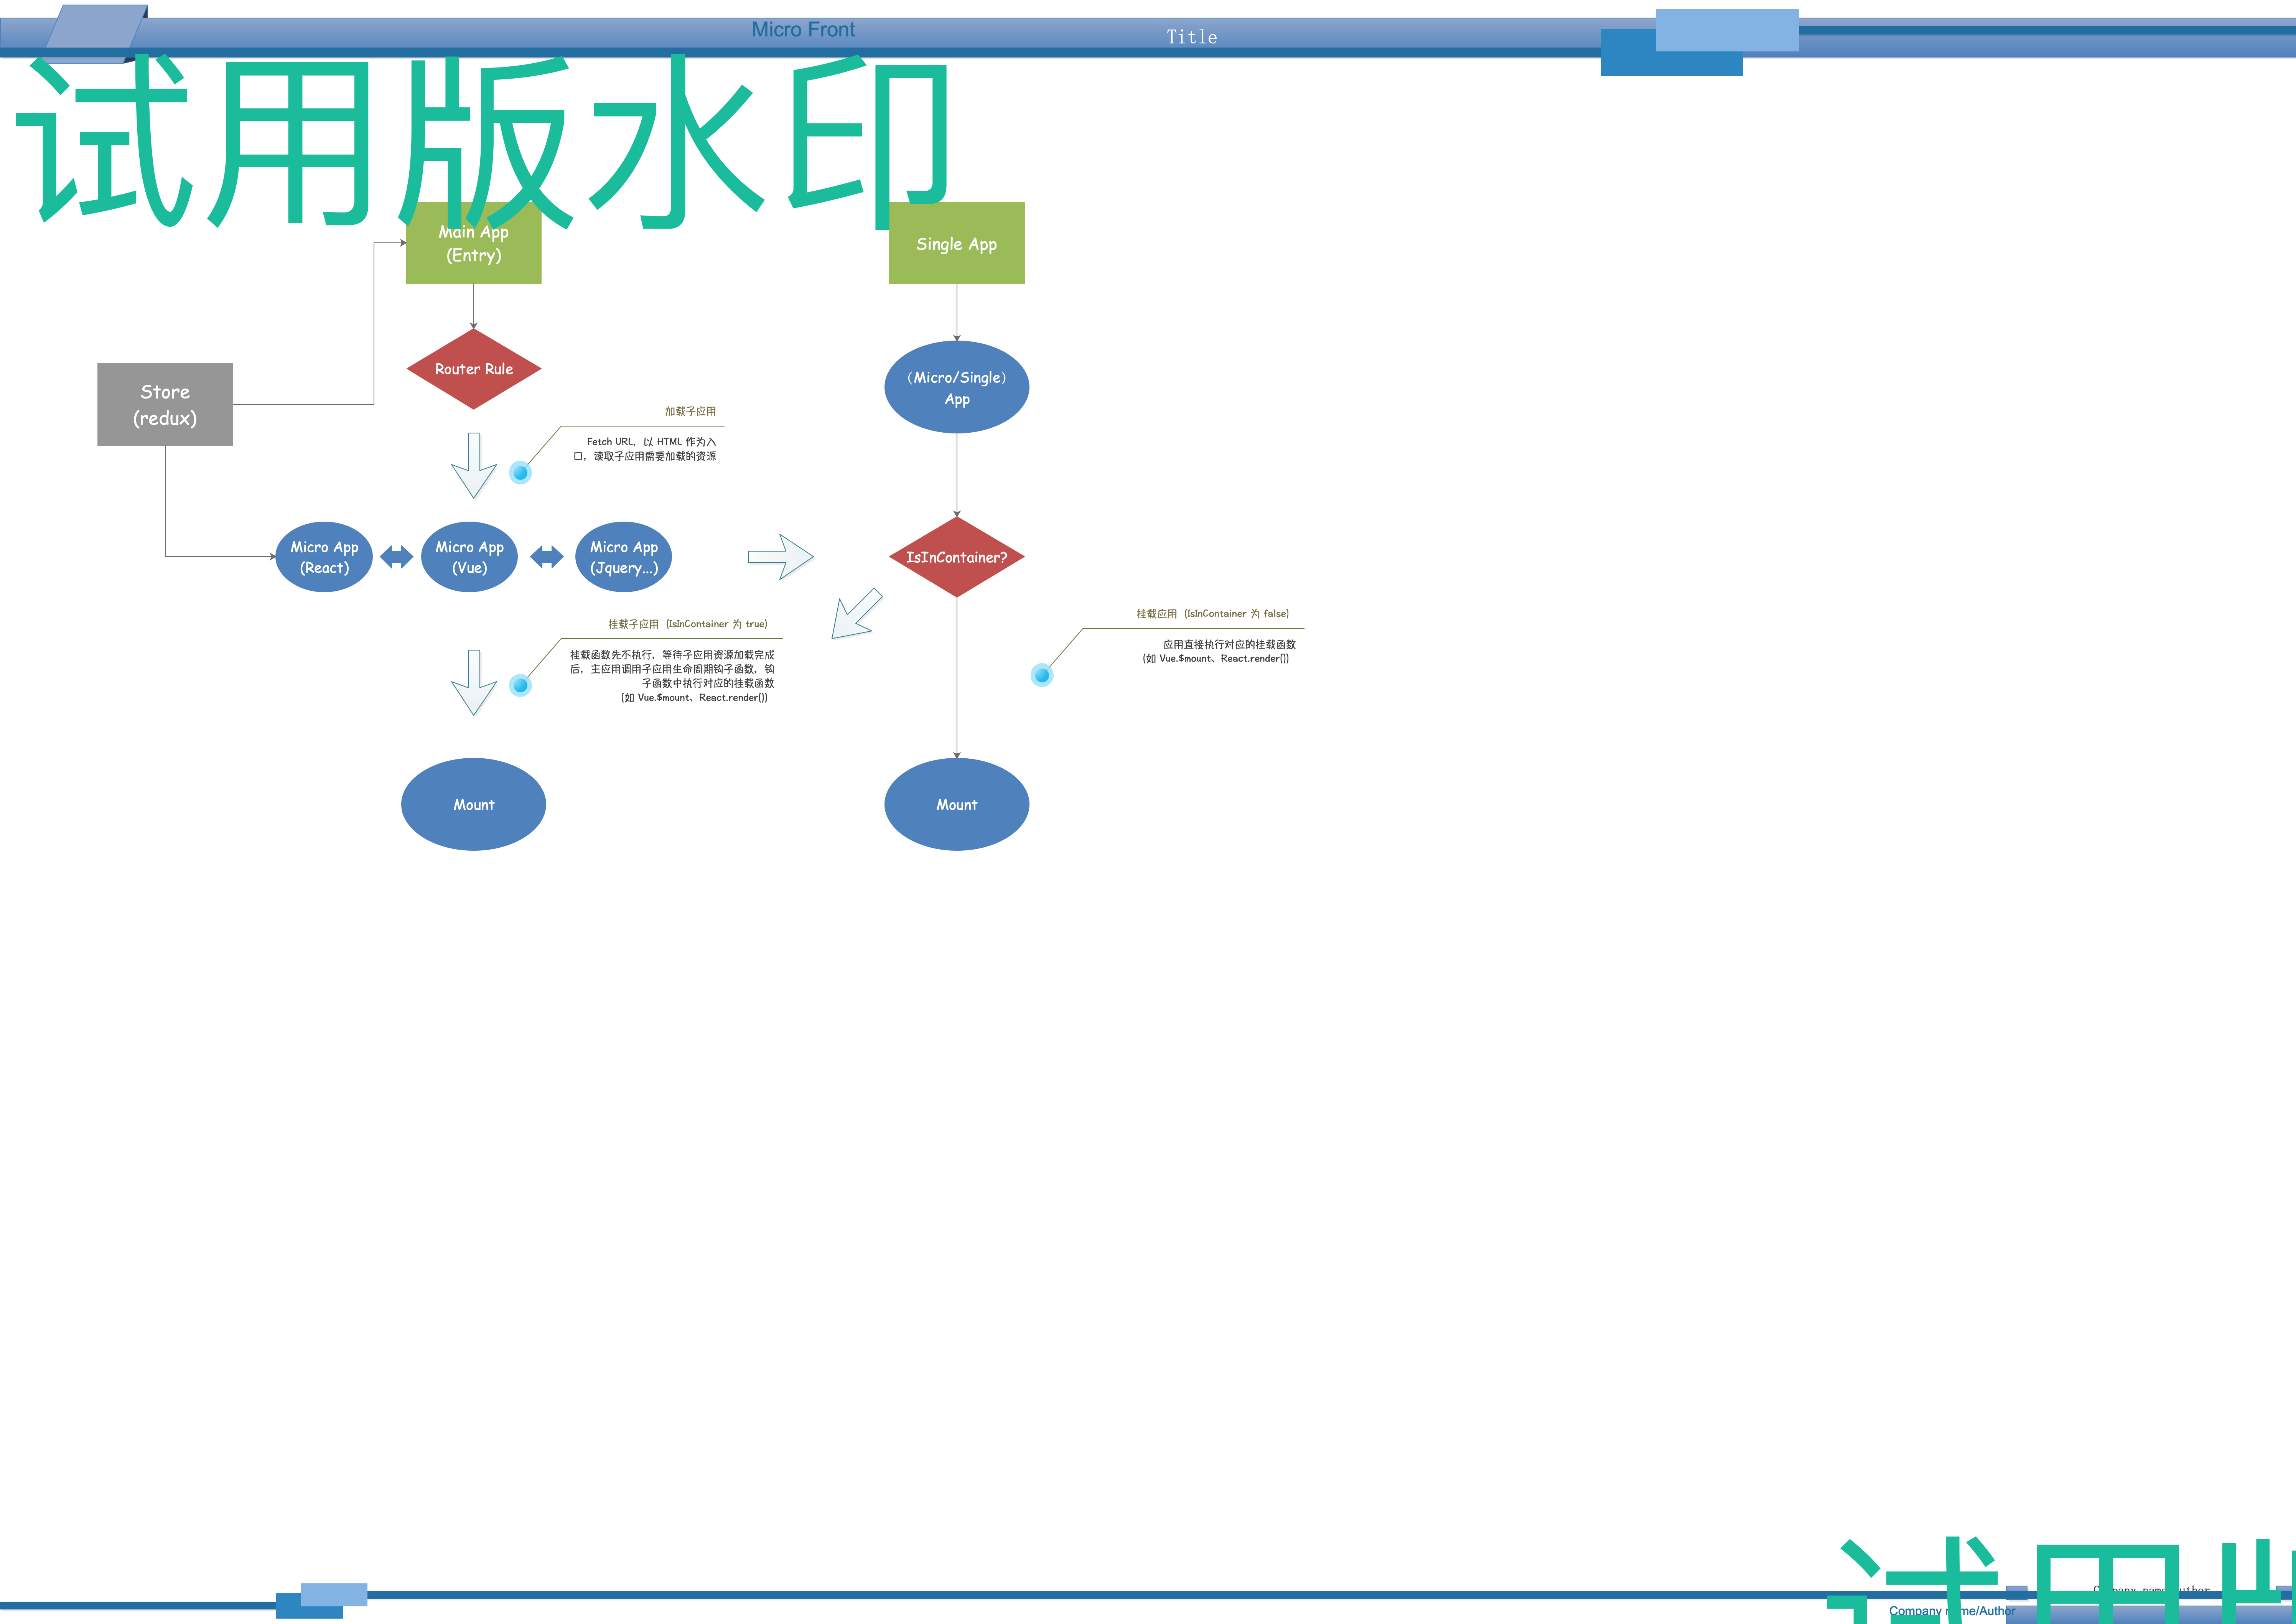 Micro Front
Title
试用版水印
Main App
(Entry)
Single App
Router Rule
Store
(redux)
(Micro/Single)
App
加载子应用
Fetch URL，以 HTML 作为入
口，读取子应用需要加载的资源
Micro App
(React)
Micro App
(Vue)
Micro App
(Jquery...)
IsInContainer?
挂载子应用（IsInContainer 为 true）
挂载函数先不执行，等待子应用资源加载完成
后，主应用调用子应用生命周期钩子函数，钩
子函数中执行对应的挂载函数
(如 Vue.$mount、React.render())
挂载应用（IsInContainer 为 false）
应用直接执行对应的挂载函数
(如 Vue.$mount、React.render())
Mount
Mount
试用版
Company name/Author
Company name/Author